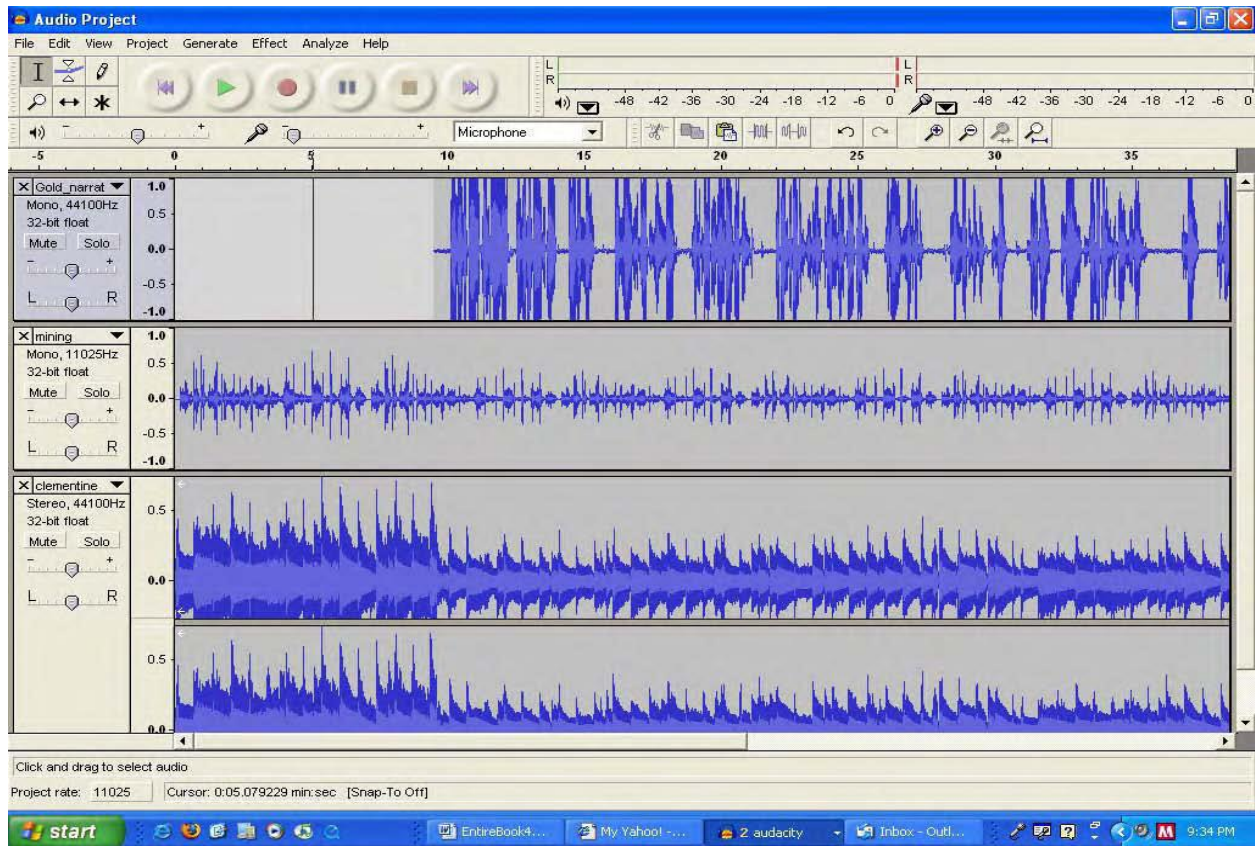 Audio Project
File Edit View Project Generate Effect Analyze Help
L
R
-48 -42 -36 -30 -24 -18 -12 -6 0
L
R
-48 -42 -36 -30 -24 -18 -12 -6 0
- +
- +
Microphone
-5 0 5 10 15 20 25 30 35
X Gold_narrat
Mono, 44100Hz
32-bit float
Mute Solo
- +
L R
1.0
0.5
0.0
-0.5
-1.0
X mining
Mono, 11025Hz
32-bit float
Mute Solo
- +
L R
1.0
0.5
0.0
-0.5
-1.0
X clementine
Stereo, 44100Hz
32-bit float
Mute Solo
- +
L R
0.5
0.0
0.5
0.0
Click and drag to select audio
Project rate: 11025 Cursor: 0:05.079229 min:sec [Snap-To Off]
start EntireBook4... My Yahoo! -... 2 audacity Inbox - Outl... M 9:34 PM